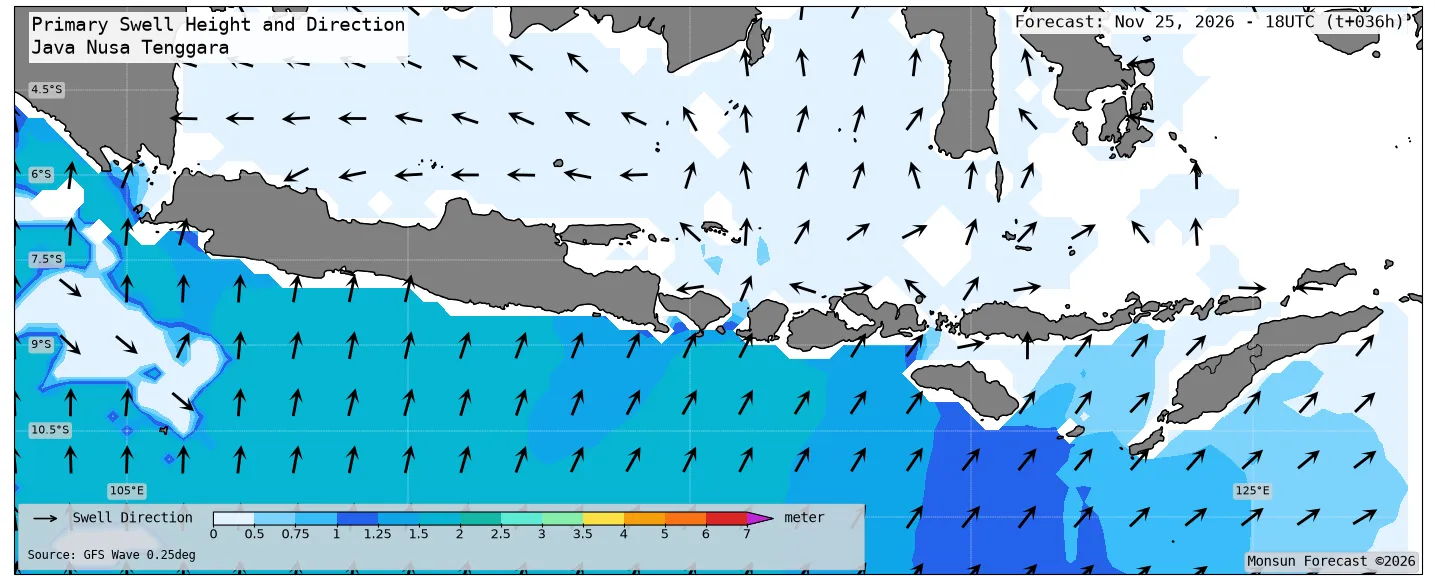 Primary Swell Height and Direction
Java Nusa Tenggara
Forecast: Nov 25, 2026 - 18UTC (t+036h)
4.5°S
6°S
7.5°S
9°S
10.5°S
105°E
125°E
Swell Direction
0 0.5 0.75 1 1.25 1.5 2 2.5 3 3.5 4 5 6 7
meter
Source: GFS Wave 0.25deg
Monsun Forecast ©2026